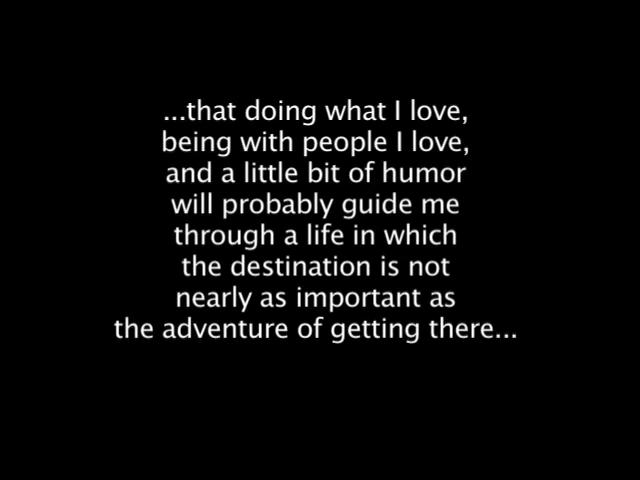 ...that doing what I love,
being with people I love,
and a little bit of humor
will probably guide me
through a life in which
the destination is not
nearly as important as
the adventure of getting there...